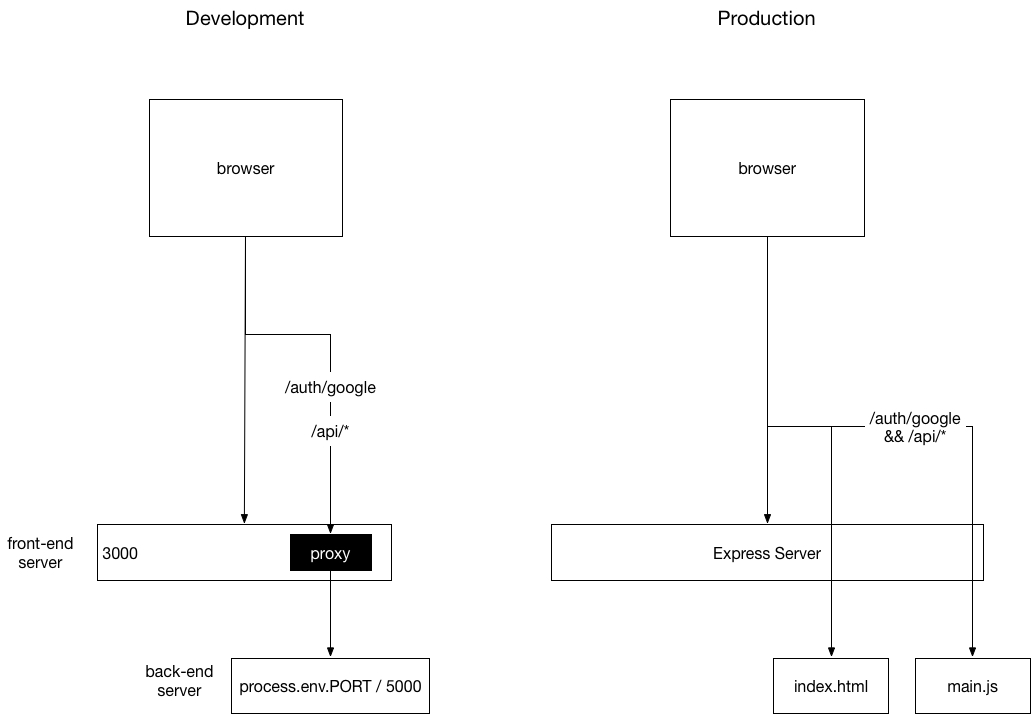 Development
browser
/auth/google
/api/*
front-end
server
3000
proxy
back-end
server
process.env.PORT / 5000
Production
browser
/auth/google
&& /api/*
Express Server
index.html
main.js